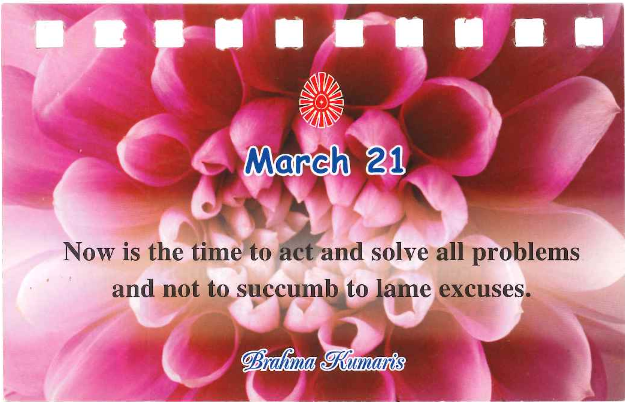 March 21
Now is the time to act and solve all problems
and not to succumb to lame excuses.
Brahma Kumaris